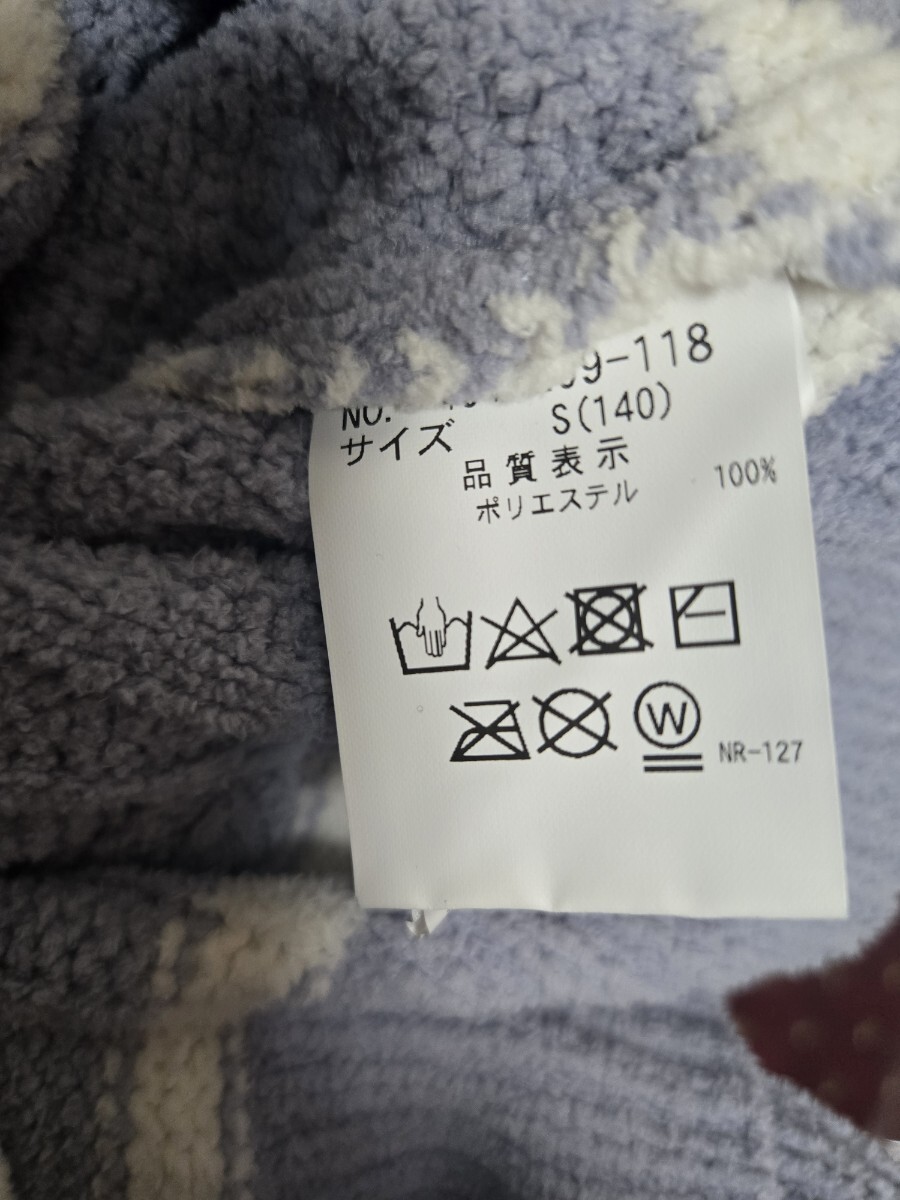 NO. 09-118
サイズ S(140)
品質表示
ポリエステル 100%
W
NR-127